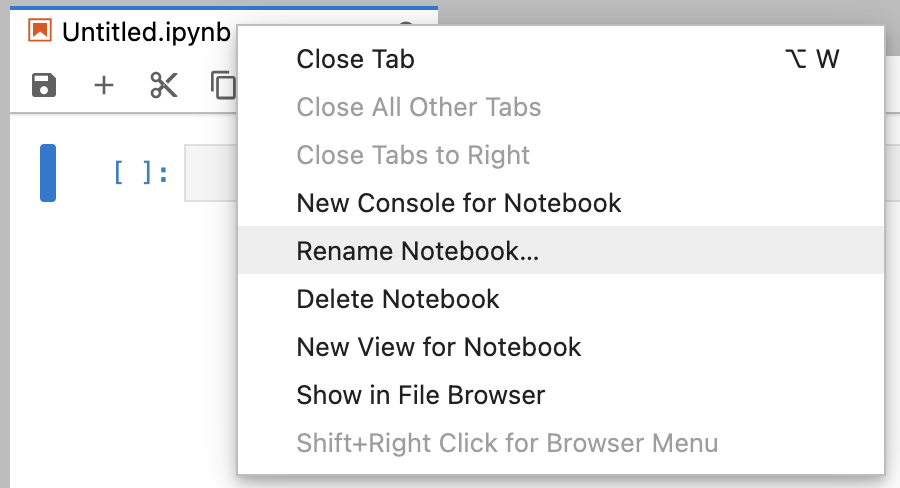 Untitled.ipynb
Close Tab ⌥ W
Close All Other Tabs
Close Tabs to Right
[ ]:
New Console for Notebook
Rename Notebook...
Delete Notebook
New View for Notebook
Show in File Browser
Shift+Right Click for Browser Menu